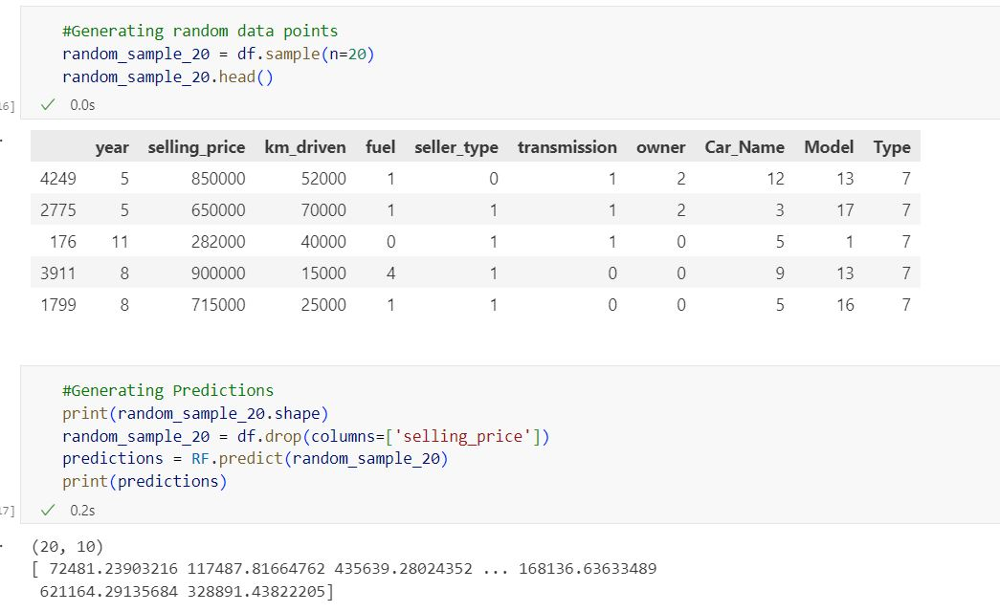 #Generating random data points
random_sample_20 = df.sample(n=20)
random_sample_20.head()
16]
0.0s
year selling_price km_driven fuel seller_type transmission owner Car_Name Model Type
4249 5 850000 52000 1 0 1 2 12 13 7
2775 5 650000 70000 1 1 1 2 3 17 7
176 11 282000 40000 0 1 1 0 5 1 7
3911 8 900000 15000 4 1 0 0 9 13 7
1799 8 715000 25000 1 1 0 0 5 16 7
#Generating Predictions
print(random_sample_20.shape)
random_sample_20 = df.drop(columns=['selling_price'])
predictions = RF.predict(random_sample_20)
print(predictions)
17]
0.2s
(20, 10)
[ 72481.23903216 117487.81664762 435639.28024352 ... 168136.63633489
621164.29135684 328891.43822205]